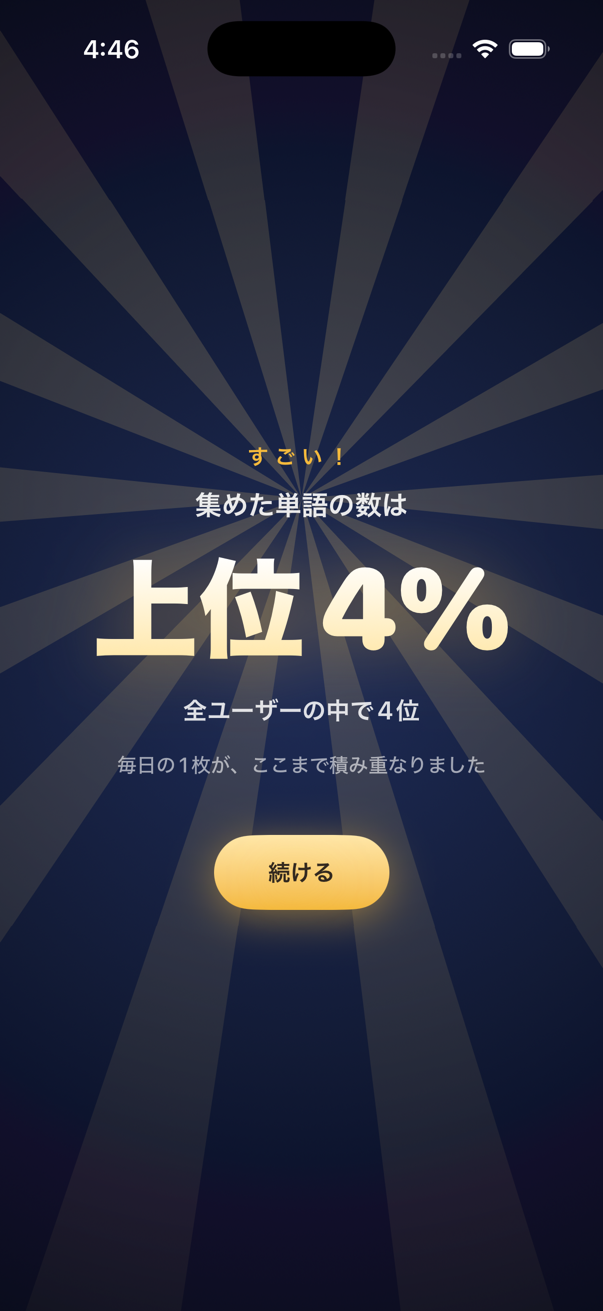 4:46
すごい！
集めた単語の数は
上位4%
全ユーザーの中で4位
毎日の1枚が、ここまで積み重なりました
続ける